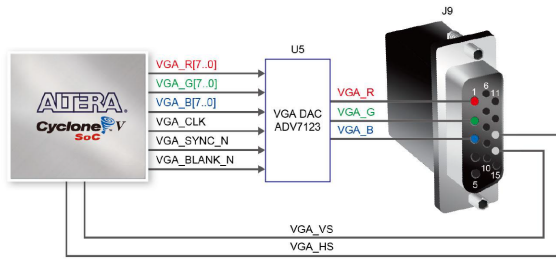 J9
U5
VGA_R[7..0]
VGA_G[7..0]
VGA_B[7..0]
VGA_CLK
VGA_SYNC_N
VGA_BLANK_N
ALTERA
Cyclone V
SoC
VGA DAC
ADV7123
VGA_R
VGA_G
VGA_B
1
6
11
5
10
15
VGA_VS
VGA_HS